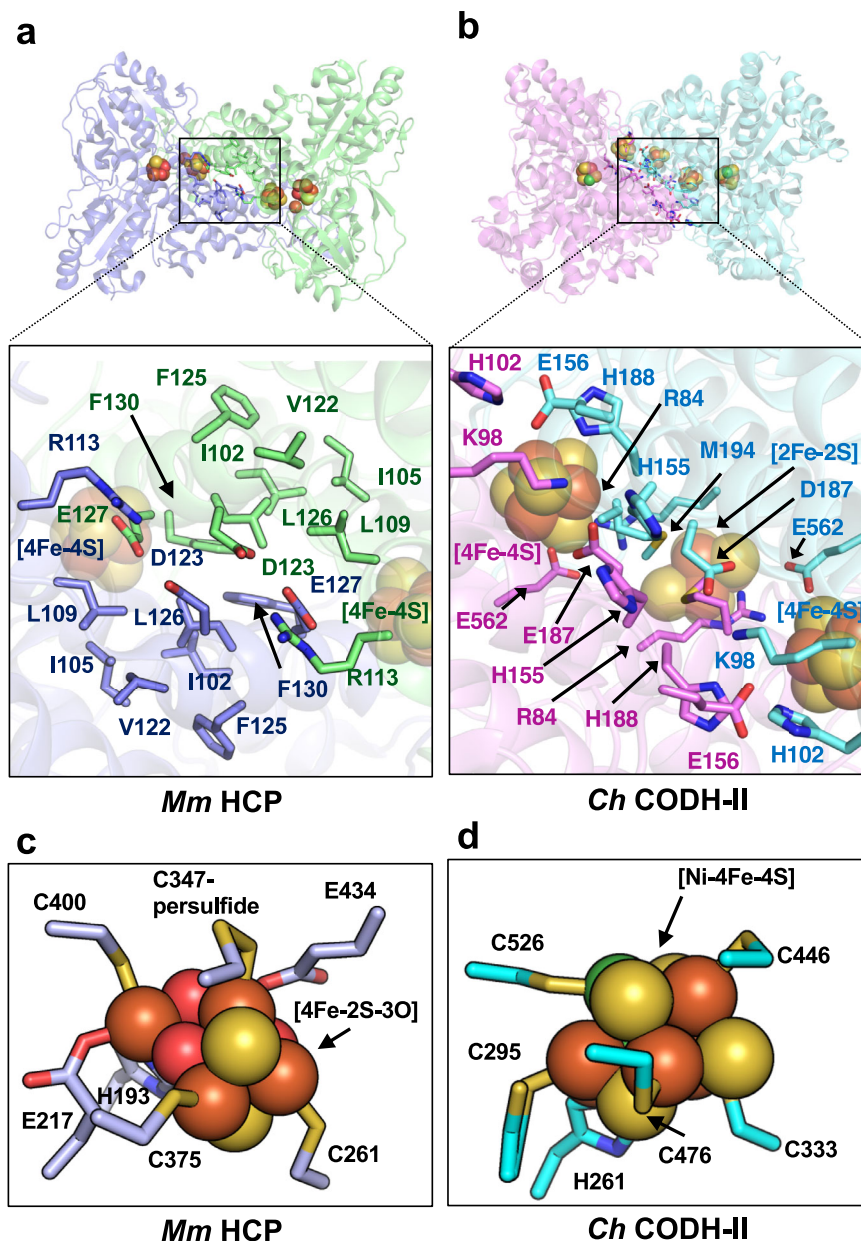 a
b
F125
F130
V122
R113
I102
I105
E127
L126
L109
[4Fe-4S]
D123
D123
E127
[4Fe-4S]
L109
L126
I105
I102
R113
F130
V122
F125
Mm HCP
H102
E156
H188
R84
K98
M194
[2Fe-2S]
H155
D187
E562
[4Fe-4S]
[4Fe-4S]
E562
E187
K98
H155
R84
H188
E156
H102
Ch CODH-II
c
d
C347-
persulfide
C400
E434
[4Fe-2S-3O]
H193
E217
C375
C261
Mm HCP
[Ni-4Fe-4S]
C526
C446
C295
C476
C333
H261
Ch CODH-II